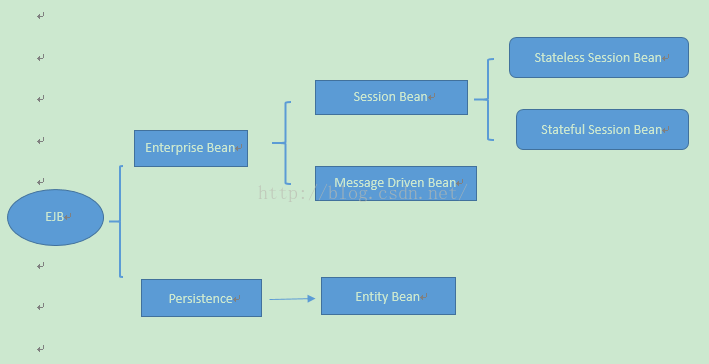 Stateless Session Bean
Session Bean
Stateful Session Bean
Enterprise Bean
Message Driven Bean
http://blog.csdn.net/
EJB
Persistence
Entity Bean